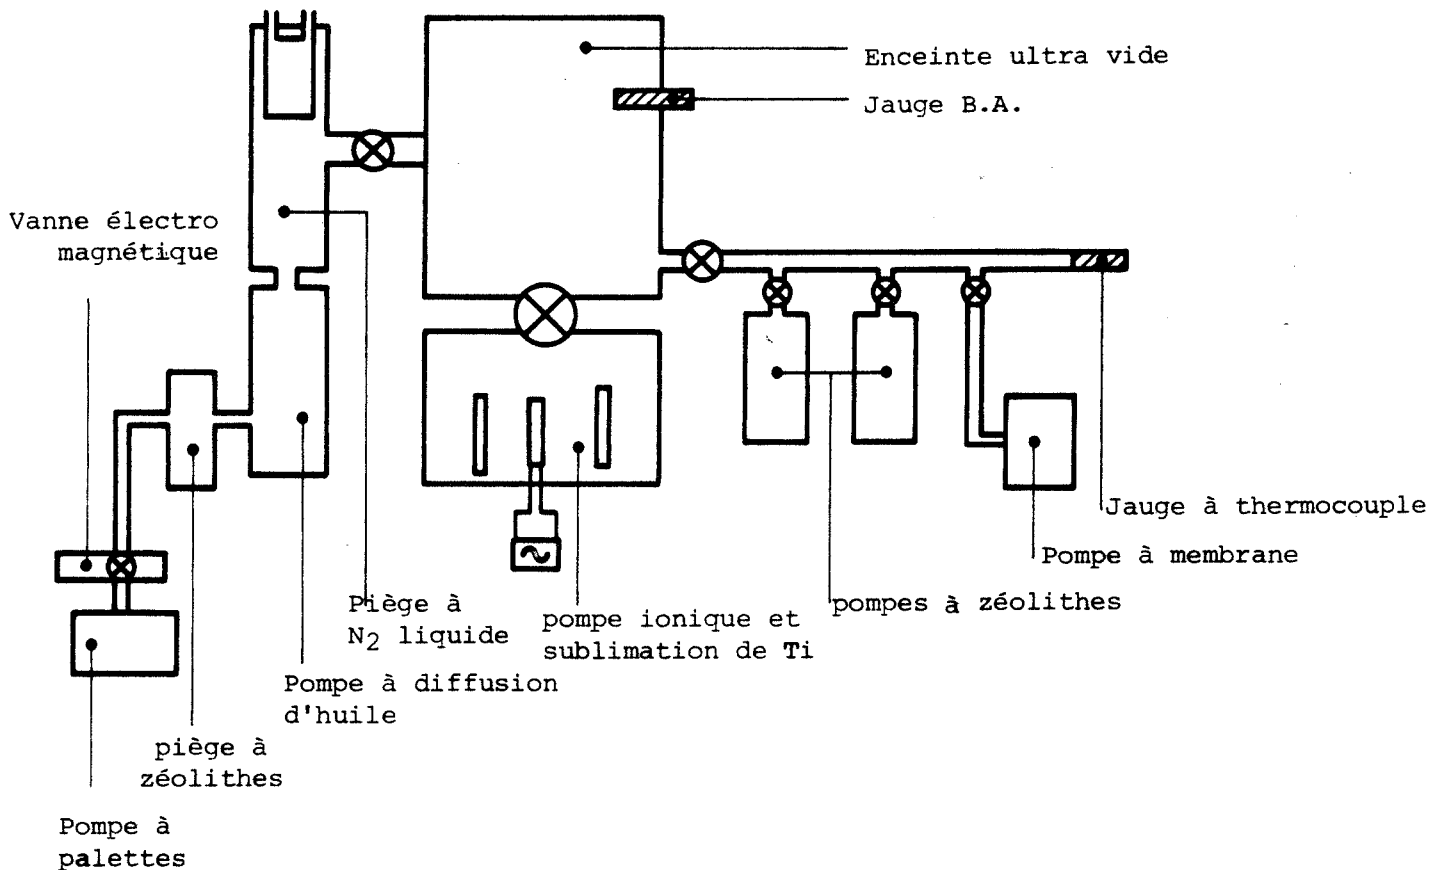 Enceinte ultra vide
Jauge B.A.
Vanne électro
magnétique
Jauge à thermocouple
Pompe à membrane
pompes à zéolithes
Piège à
N2 liquide
pompe ionique et
sublimation de Ti
Pompe à diffusion
d'huile
piège à
zéolithes
Pompe à
palettes